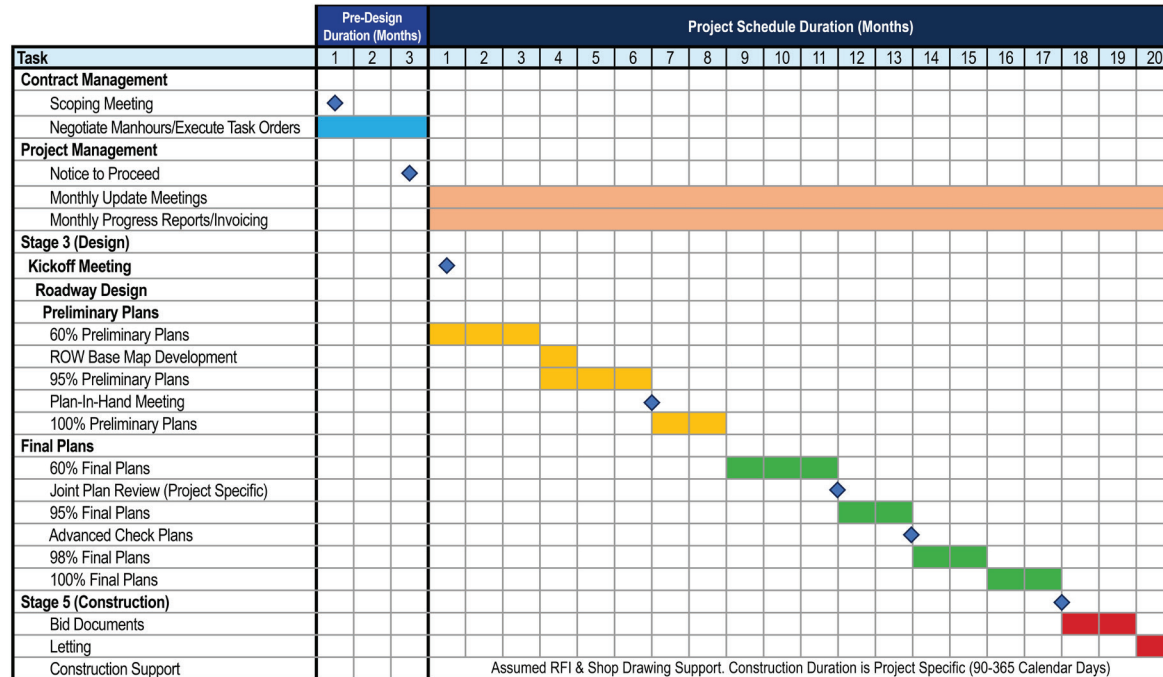 Pre-Design
Duration (Months)
Project Schedule Duration (Months)
Task 1 2 3 1 2 3 4 5 6 7 8 9 10 11 12 13 14 15 16 17 18 19 20
Contract Management
Scoping Meeting
Negotiate Manhours/Execute Task Orders
Project Management
Notice to Proceed
Monthly Update Meetings
Monthly Progress Reports/Invoicing
Stage 3 (Design)
Kickoff Meeting
Roadway Design
Preliminary Plans
60% Preliminary Plans
ROW Base Map Development
95% Preliminary Plans
Plan-In-Hand Meeting
100% Preliminary Plans
Final Plans
60% Final Plans
Joint Plan Review (Project Specific)
95% Final Plans
Advanced Check Plans
98% Final Plans
100% Final Plans
Stage 5 (Construction)
Bid Documents
Letting
Construction Support Assumed RFI & Shop Drawing Support. Construction Duration is Project Specific (90-365 Calendar Days)